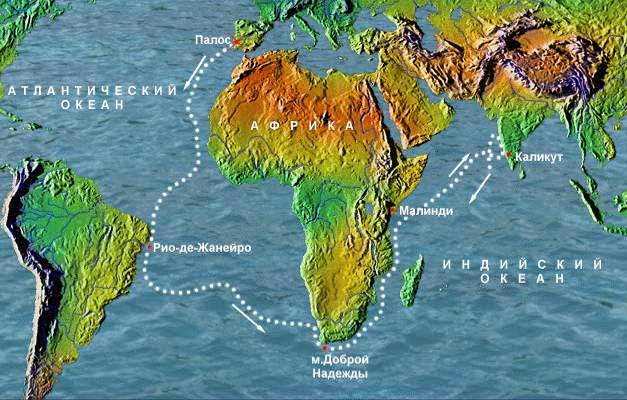 Палос
АТЛАНТИЧЕСКИЙ
ОКЕАН
АФРИКА
Каликут
Малинди
Рио-де-Жанейро
ИНДИЙСКИЙ
ОКЕАН
м.Доброй
Надежды